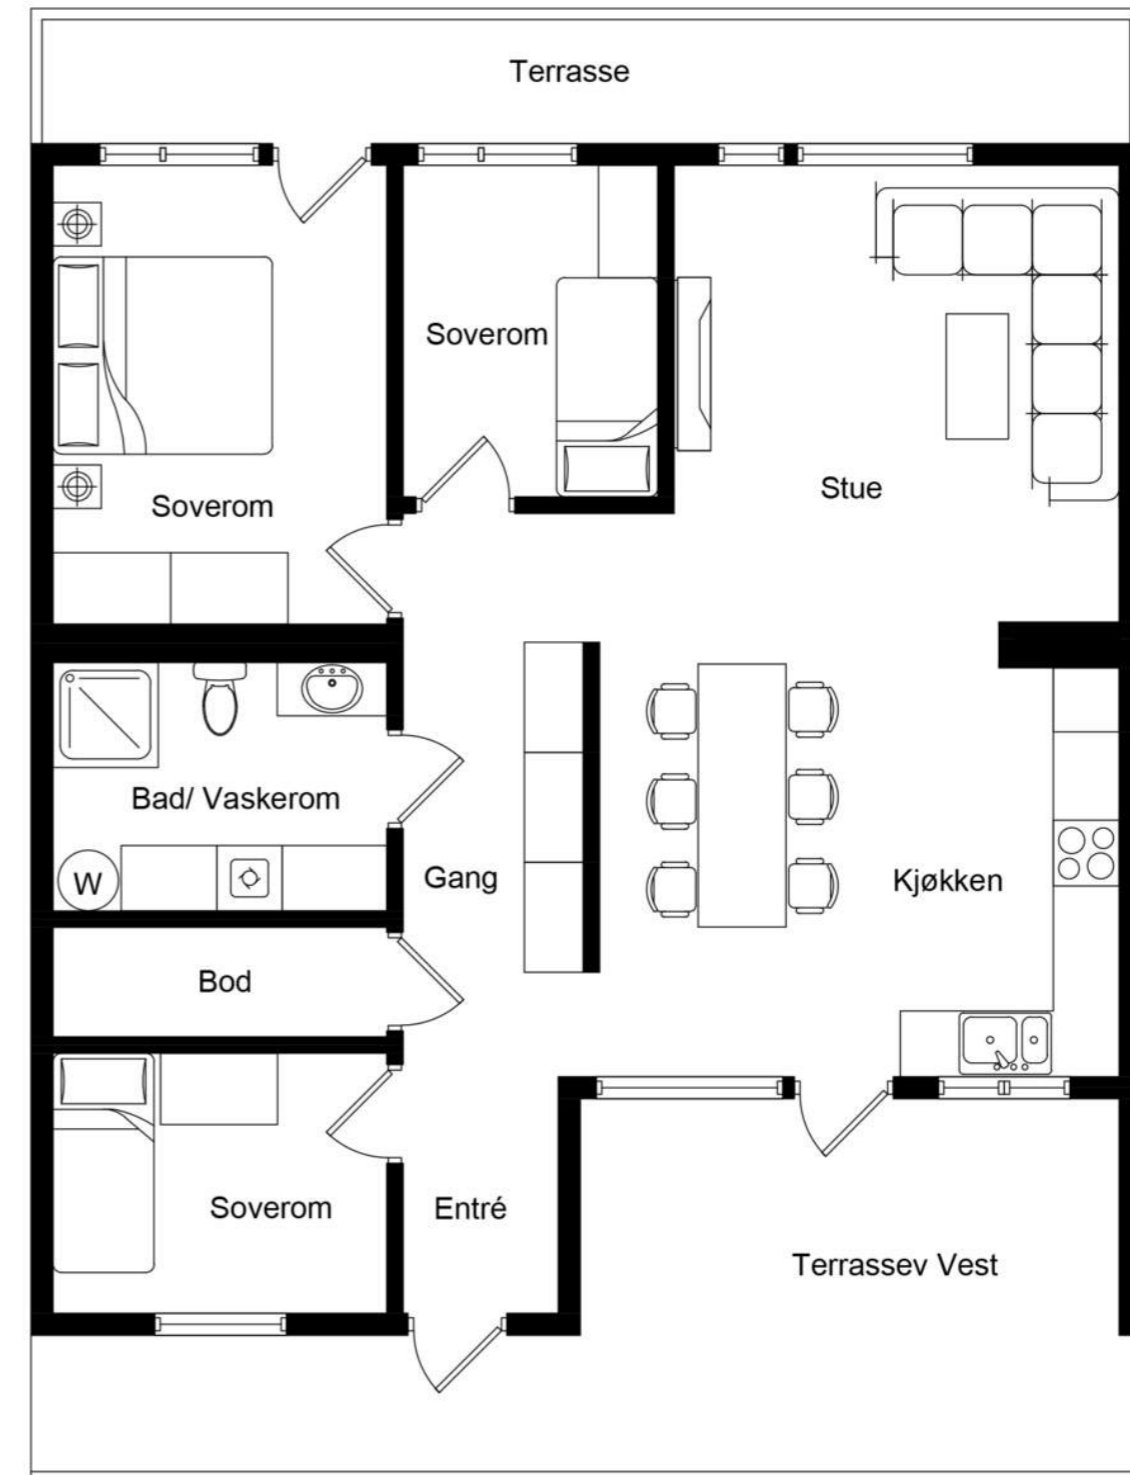 Terrasse
Soverom
Stue
Soverom
Bad/ Vaskerom
W
Gang
Kjøkken
Bod
Soverom
Entré
Terrassev Vest